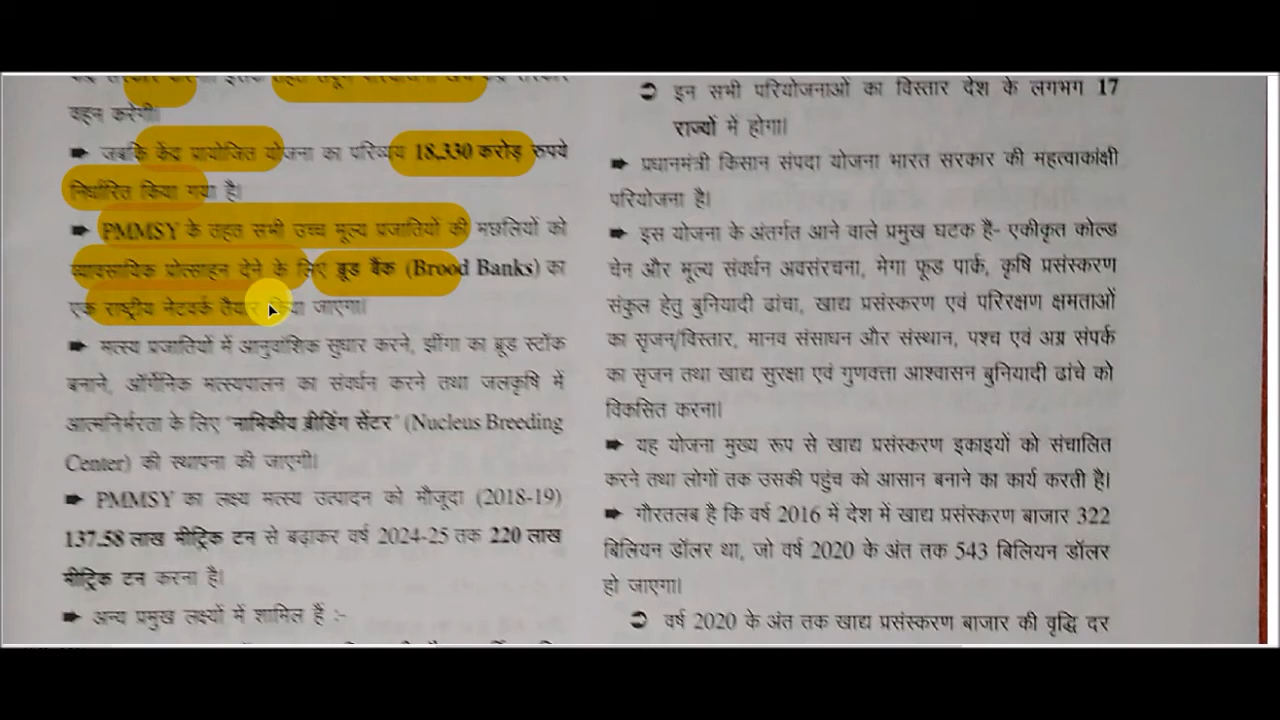 वहन करेगी।
➨ जबकि केंद्र प्रायोजित योजना का परिव्यय 18,330 करोड़ रुपये
निर्धारित किया गया है।
➨ PMMSY के तहत सभी उच्च मूल्य प्रजातियों की मछलियों को
व्यावसायिक प्रोत्साहन देने के लिए ब्रूड बैंक (Brood Banks) का
एक राष्ट्रीय नेटवर्क तैयार किया जाएगा।
➨ मत्स्य प्रजातियों में आनुवांशिक सुधार करने, झींगा का ब्रूड स्टॉक
बनाने, ऑर्गेनिक मत्स्यपालन का संवर्धन करने तथा जलकृषि में
आत्मनिर्भरता के लिए "नाभिकीय ब्रीडिंग सेंटर" (Nucleus Breeding
Center) की स्थापना की जाएगी।
➨ PMMSY का लक्ष्य मत्स्य उत्पादन को मौजूदा (2018-19)
137.58 लाख मीट्रिक टन से बढ़ाकर वर्ष 2024-25 तक 220 लाख
मीट्रिक टन करना है।
➨ अन्य प्रमुख लक्ष्यों में शामिल हैं :-
➲ इन सभी परियोजनाओं का विस्तार देश के लगभग 17
राज्यों में होगा।
➨ प्रधानमंत्री किसान संपदा योजना भारत सरकार की महत्वाकांक्षी
परियोजना है।
➨ इस योजना के अंतर्गत आने वाले प्रमुख घटक हैं- एकीकृत कोल्ड
चेन और मूल्य संवर्धन अवसंरचना, मेगा फूड पार्क, कृषि प्रसंस्करण
संकुल हेतु बुनियादी ढांचा, खाद्य प्रसंस्करण एवं परिरक्षण क्षमताओं
का सृजन/विस्तार, मानव संसाधन और संस्थान, पश्च एवं अग्र संपर्क
का सृजन तथा खाद्य सुरक्षा एवं गुणवत्ता आश्वासन बुनियादी ढांचे को
विकसित करना।
➨ यह योजना मुख्य रूप से खाद्य प्रसंस्करण इकाइयों को संचालित
करने तथा लोगों तक उसकी पहुंच को आसान बनाने का कार्य करती है।
➨ गौरतलब है कि वर्ष 2016 में देश में खाद्य प्रसंस्करण बाजार 322
बिलियन डॉलर था, जो वर्ष 2020 के अंत तक 543 बिलियन डॉलर
हो जाएगा।
➲ वर्ष 2020 के अंत तक खाद्य प्रसंस्करण बाजार की वृद्धि दर